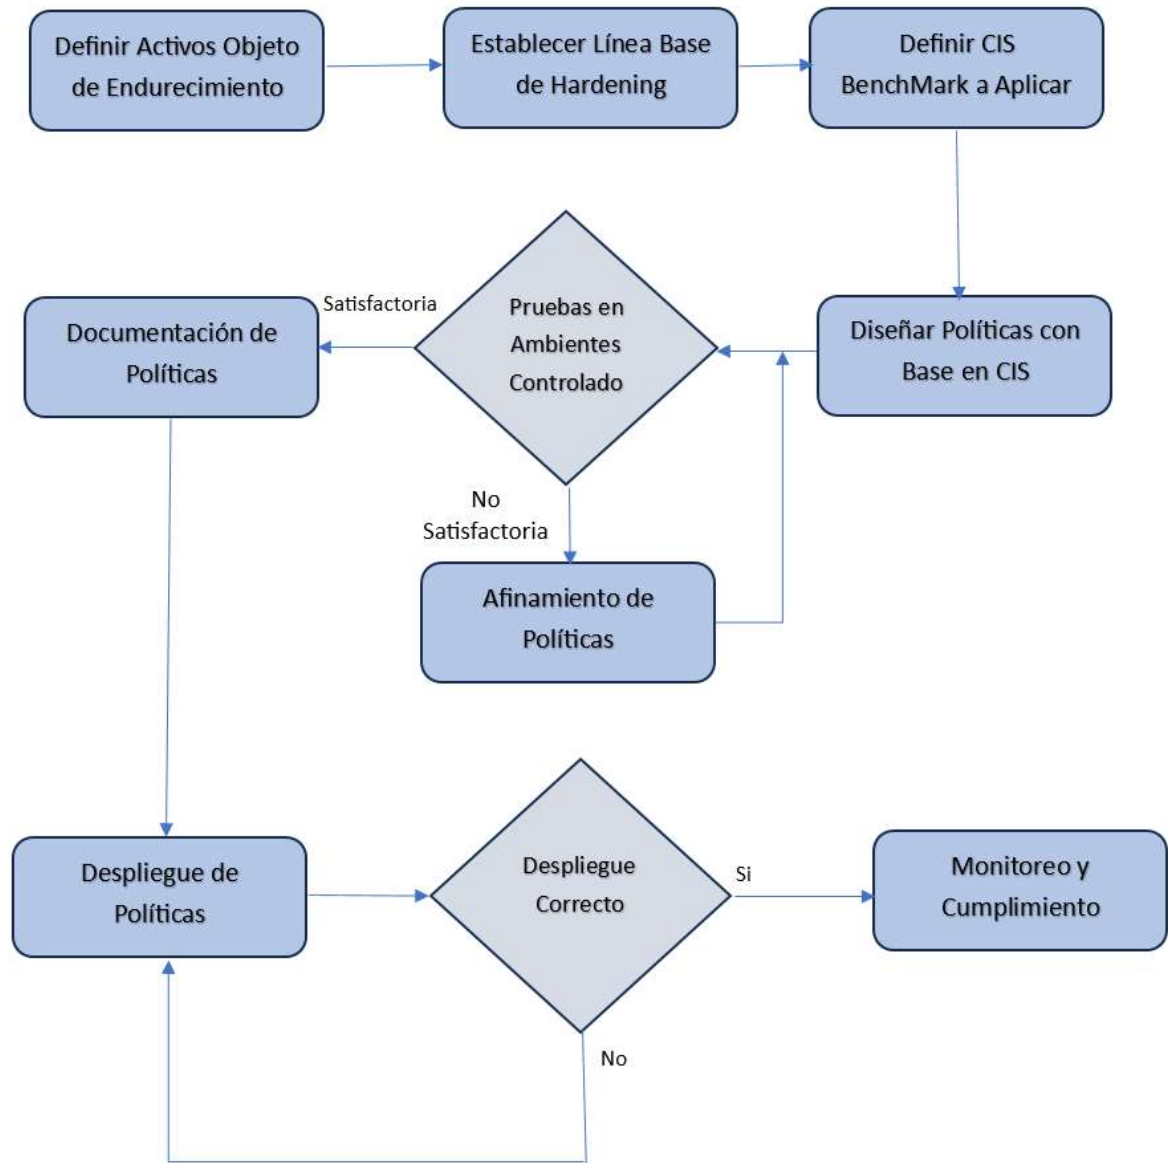 Definir Activos Objeto
de Endurecimiento
Establecer Línea Base
de Hardening
Definir CIS
BenchMark a Aplicar
Satisfactoria
Documentación de
Políticas
Pruebas en
Ambientes
Controlado
Diseñar Políticas con
Base en CIS
No
Satisfactoria
Afinamiento de
Políticas
Despliegue de
Políticas
Despliegue
Correcto
Si
Monitoreo y
Cumplimiento
No